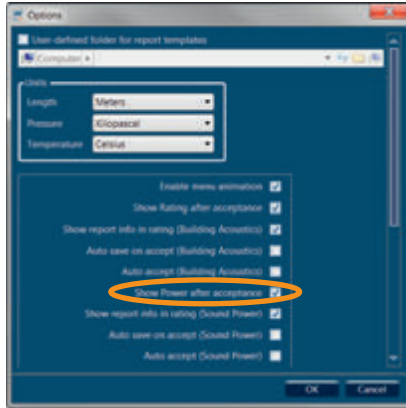 Options
User-defined folder for report templates
Computer
Units
Length Meters
Pressure Kilopascal
Temperature Celsius
Enable menu animation
Show Rating after acceptance
Show report info in rating (Building Acoustics)
Auto save on accept (Building Acoustics)
Auto accept (Building Acoustics)
Show Power after acceptance
Show report info in rating (Sound Power)
Auto save on accept (Sound Power)
Auto accept (Sound Power)
OK Cancel